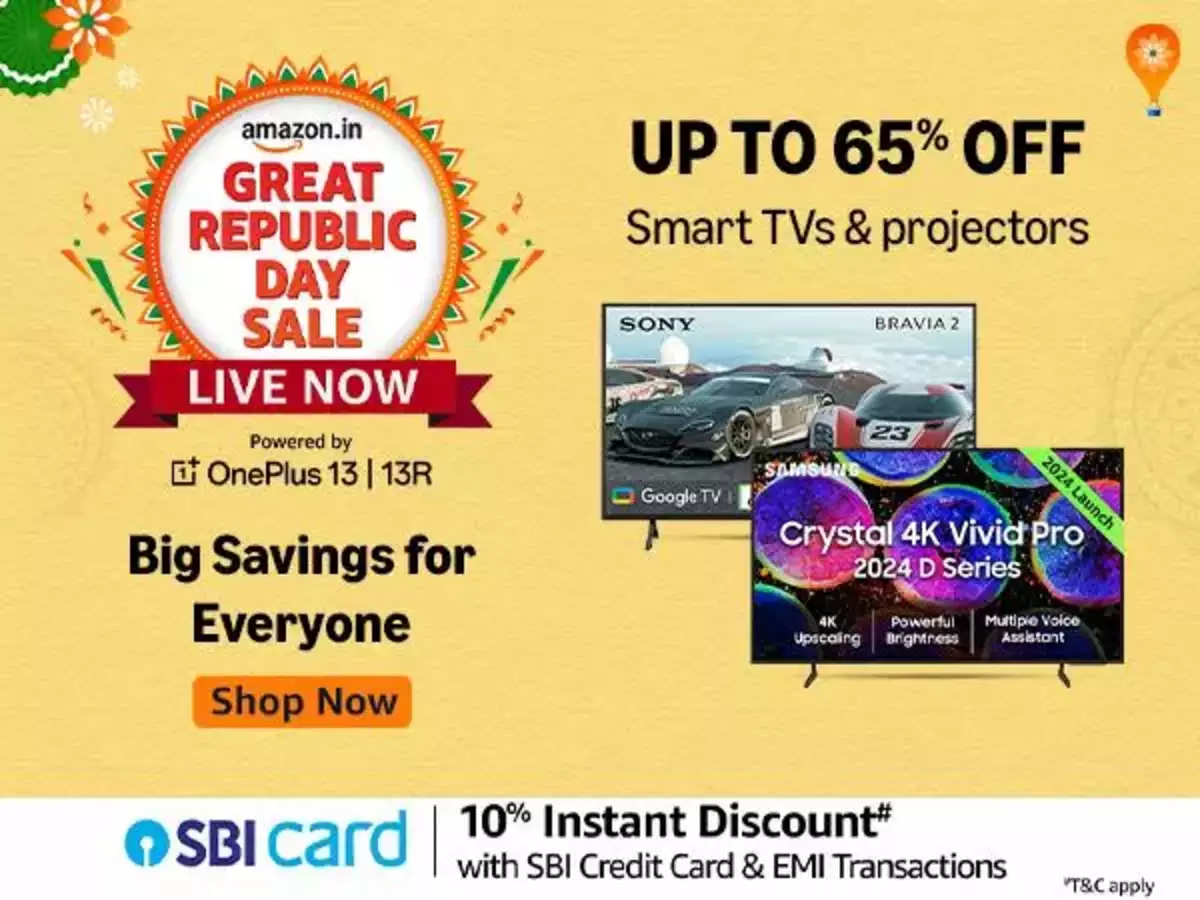 amazon.in
GREAT
REPUBLIC
DAY
SALE
LIVE NOW
Powered by
1+ OnePlus 13 | 13R
Big Savings for
Everyone
Shop Now
UP TO 65% OFF
Smart TVs & projectors
SONY
BRAVIA 2
23
Google TV
SAMSUNG
2024 Launch
Crystal 4K Vivid Pro
2024 D Series
4K
Upscaling
Powerful
Brightness
Multiple Voice
Assistant
SBI card
10% Instant Discount#
with SBI Credit Card & EMI Transactions
#T&C apply